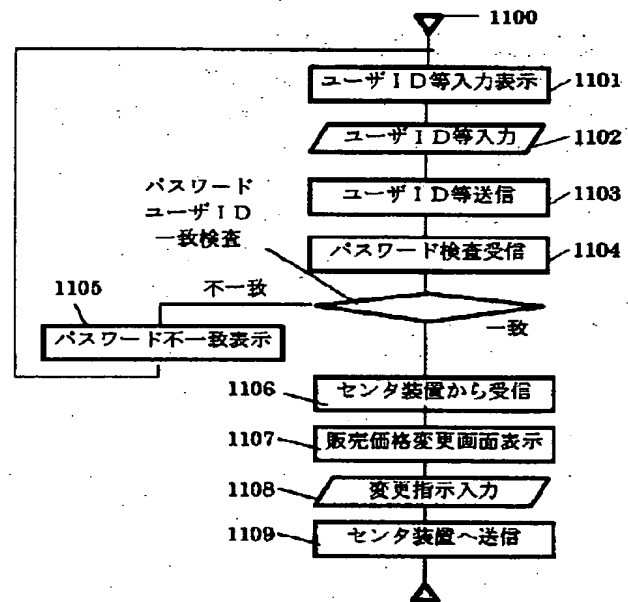 1100
ユーザID等入力表示 1101
ユーザID等入力 1102
パスワード
ユーザID
一致検査
ユーザID等送信 1103
パスワード検査受信 1104
1105
不一致
一致
パスワード不一致表示
1106 センタ装置から受信
1107 販売価格変更画面表示
1108 変更指示入力
1109 センタ装置へ送信